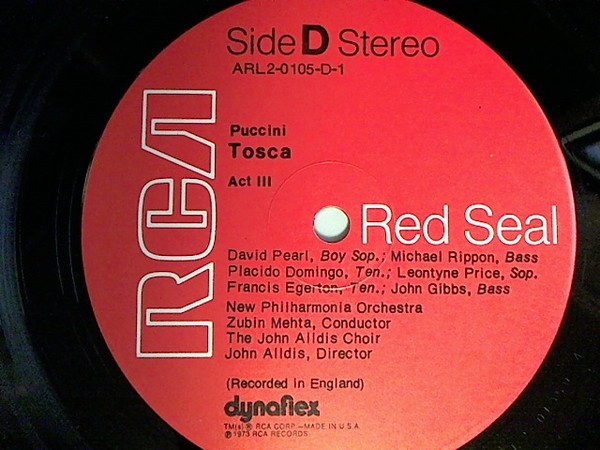 Side D Stereo
ARL2-0105-D-1
Puccini
Tosca
Act III
RCA
Red Seal
David Pearl, Boy Sop.; Michael Rippon, Bass
Placido Domingo, Ten.; Leontyne Price, Sop.
Francis Egerton, Ten.; John Gibbs, Bass
New Philharmonia Orchestra
Zubin Mehta, Conductor
The John Alldis Choir
John Alldis, Director
(Recorded in England)
dynaflex
TM(s) ® RCA CORP.—MADE IN U.S.A.
℗ 1973 RCA RECORDS